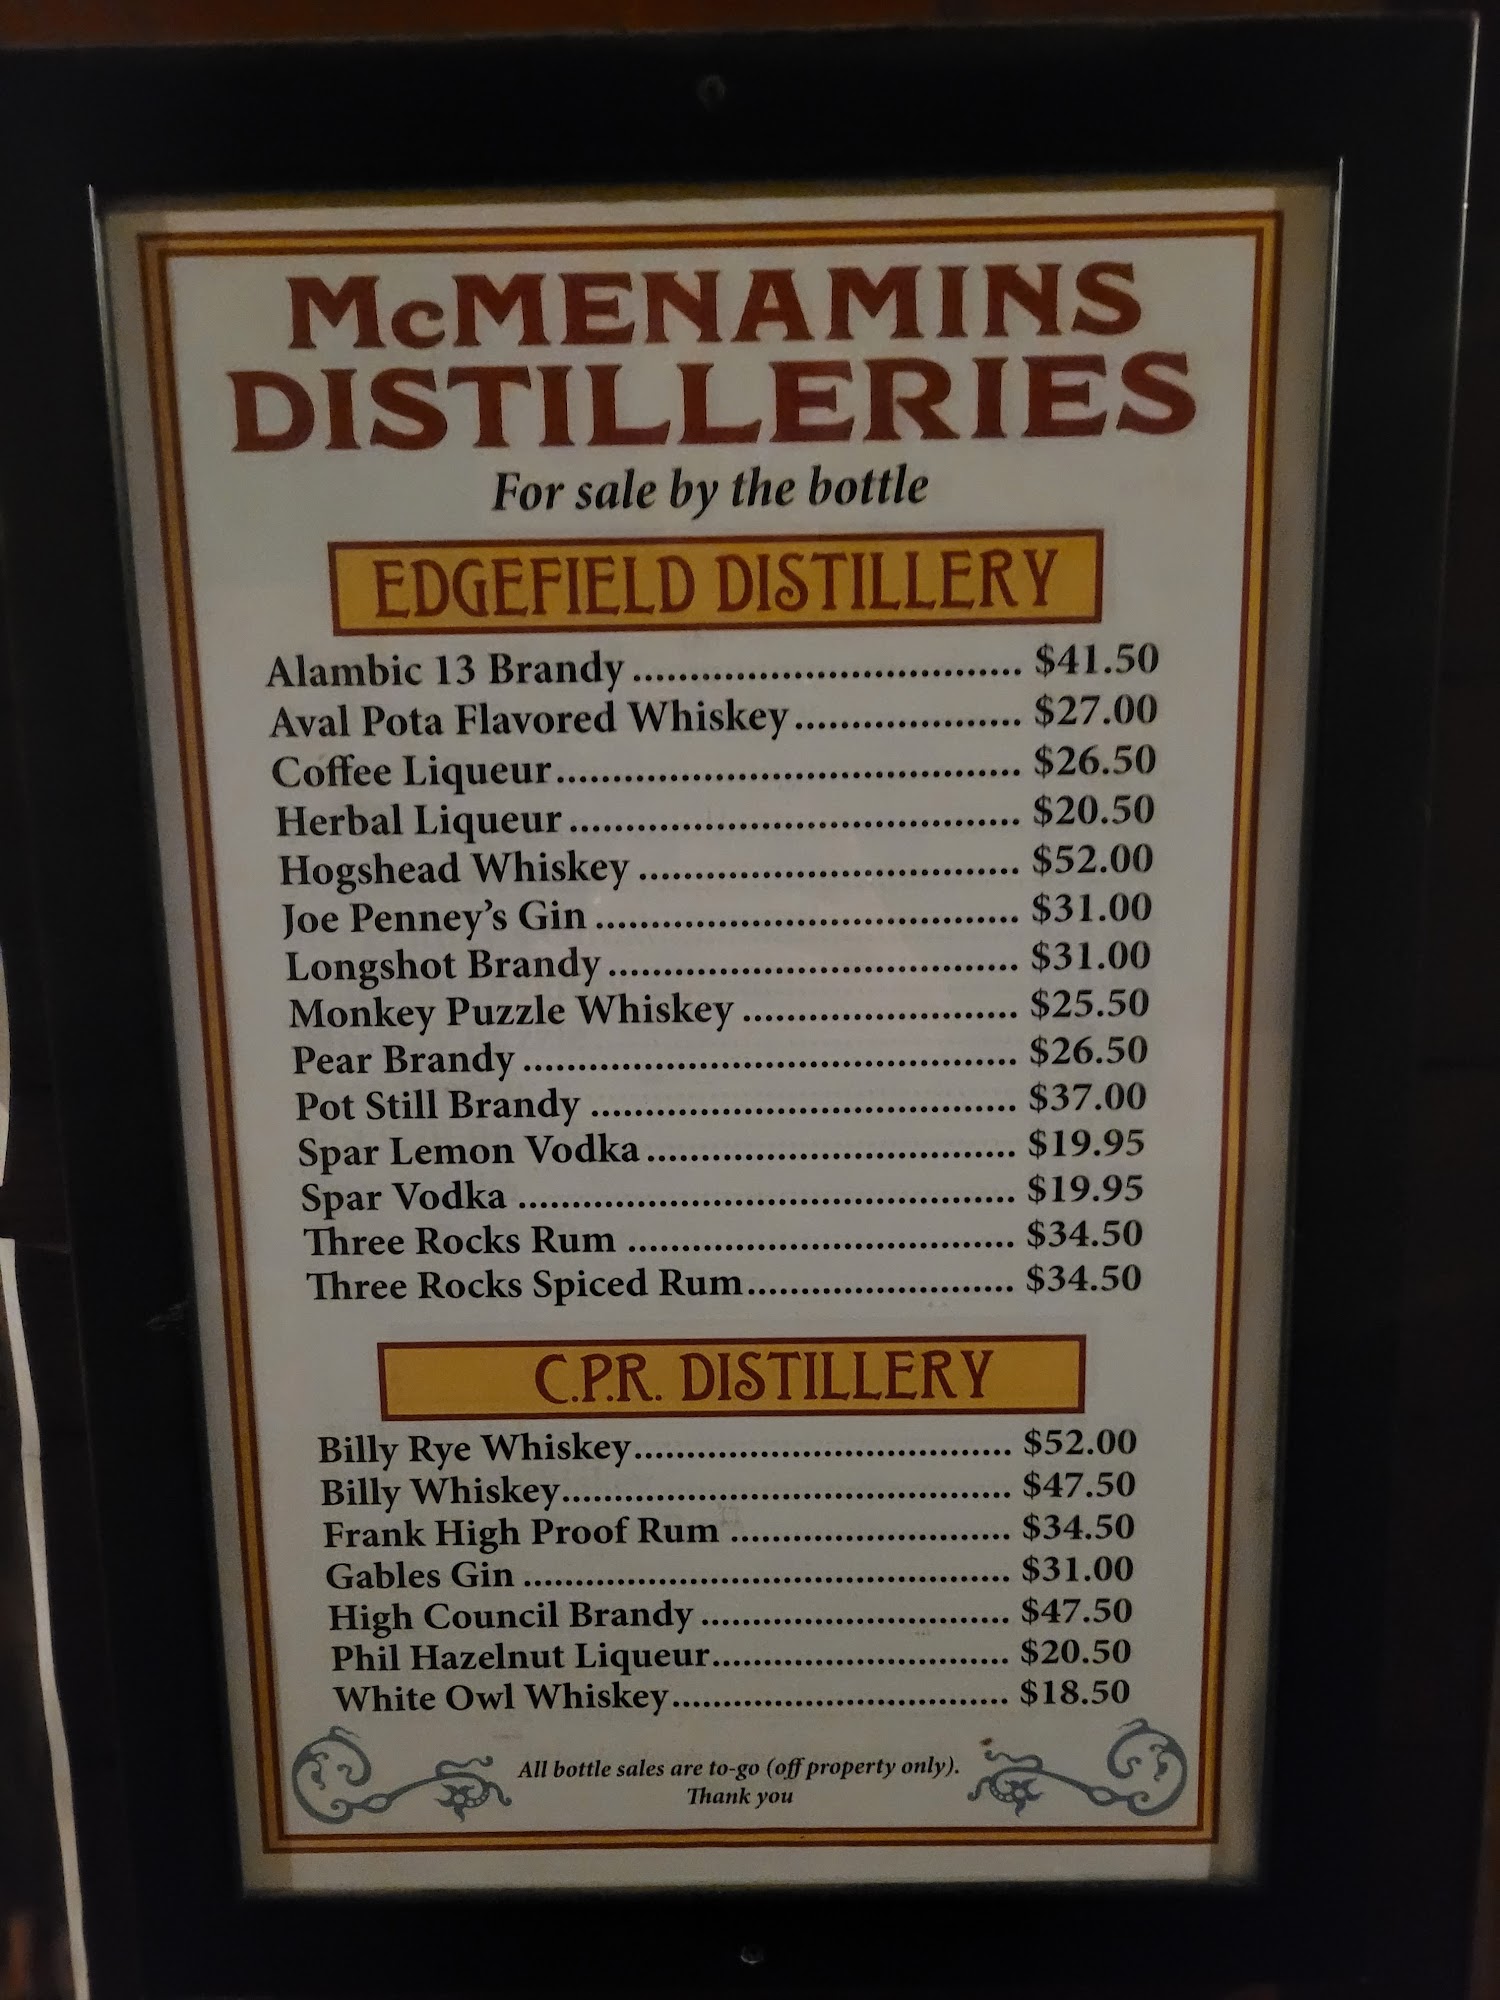 McMENAMINS
DISTILLERIES
For sale by the bottle
EDGEFIELD DISTILLERY
Alambic 13 Brandy ................................... $41.50
Aval Pota Flavored Whiskey ..................... $27.00
Coffee Liqueur .......................................... $26.50
Herbal Liqueur ......................................... $20.50
Hogshead Whiskey ................................... $52.00
Joe Penney's Gin ....................................... $31.00
Longshot Brandy ...................................... $31.00
Monkey Puzzle Whiskey .......................... $25.50
Pear Brandy .............................................. $26.50
Pot Still Brandy ........................................ $37.00
Spar Lemon Vodka ................................... $19.95
Spar Vodka ............................................... $19.95
Three Rocks Rum ..................................... $34.50
Three Rocks Spiced Rum .......................... $34.50
C.P.R. DISTILLERY
Billy Rye Whiskey ..................................... $52.00
Billy Whiskey ............................................ $47.50
Frank High Proof Rum ............................. $34.50
Gables Gin ................................................ $31.00
High Council Brandy ................................ $47.50
Phil Hazelnut Liqueur ............................... $20.50
White Owl Whiskey .................................. $18.50
All bottle sales are to-go (off property only).
Thank you